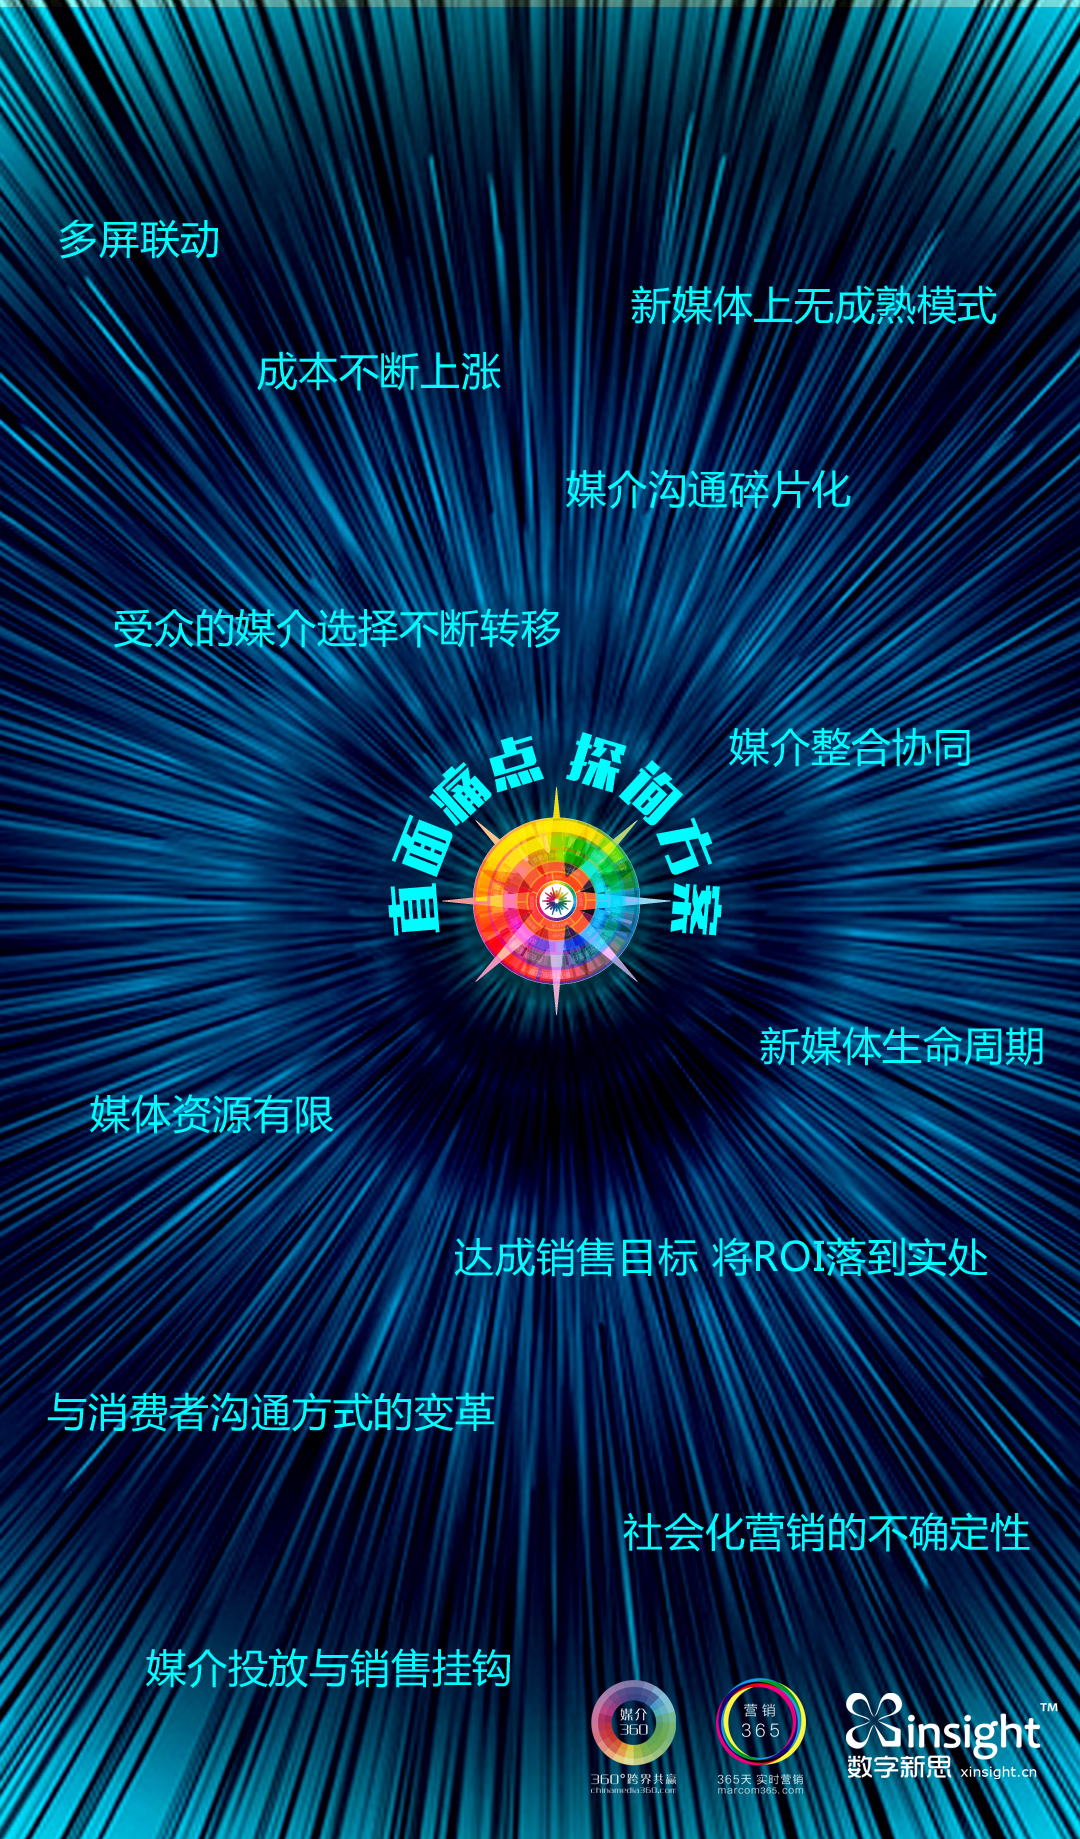 多屏联动
新媒体上无成熟模式
成本不断上涨
媒介沟通碎片化
受众的媒介选择不断转移
媒介整合协同
直面痛点 探询方案
新媒体生命周期
媒体资源有限
达成销售目标 将ROI落到实处
与消费者沟通方式的变革
社会化营销的不确定性
媒介投放与销售挂钩
媒介
360
360°跨界共赢
chinamedia360.com
营销
365
365天 实时营销
marcom365.com
Xinsight™
数字新思 xinsight.cn